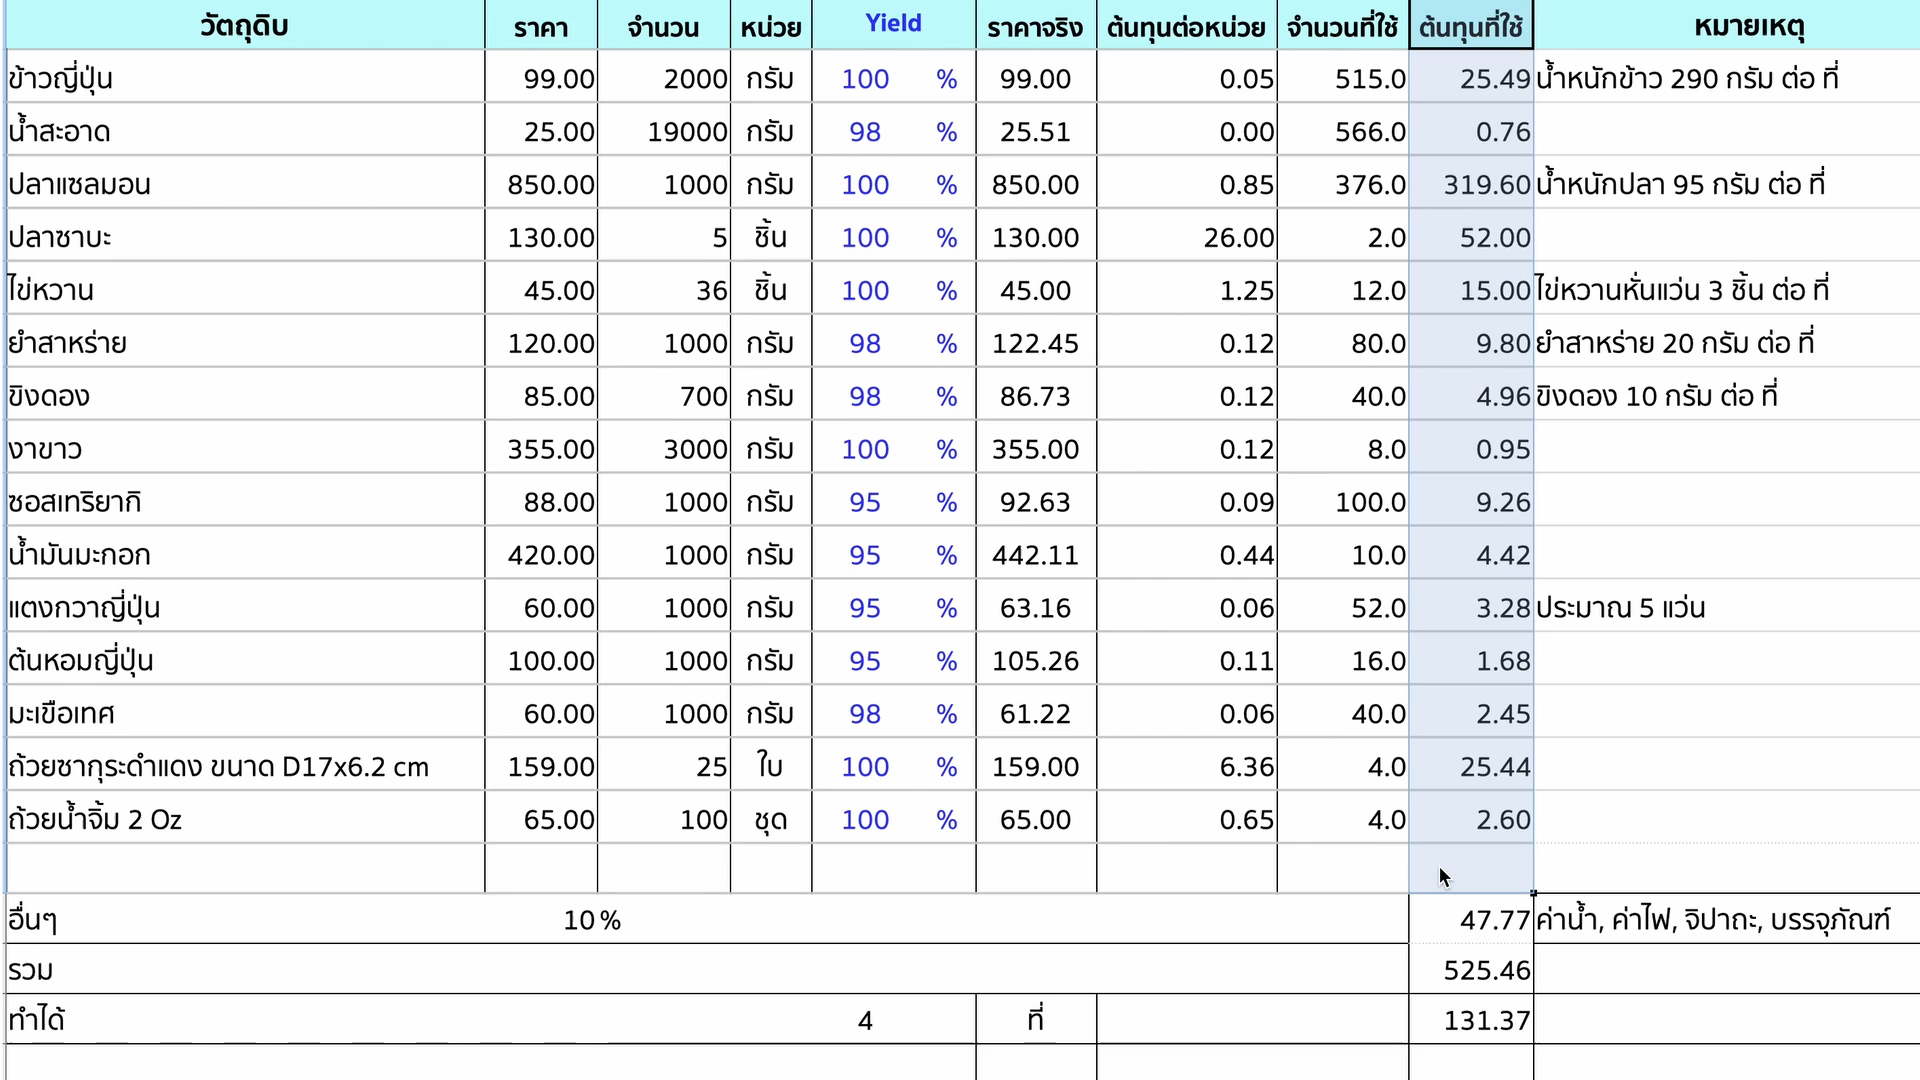 วัตถุดิบ ราคา จำนวน หน่วย Yield ราคาจริง ต้นทุนต่อหน่วย จำนวนที่ใช้ ต้นทุนที่ใช้ หมายเหตุ
ข้าวญี่ปุ่น 99.00 2000 กรัม 100 % 99.00 0.05 515.0 25.49 น้ำหนักข้าว 290 กรัม ต่อ ที่
น้ำสะอาด 25.00 19000 กรัม 98 % 25.51 0.00 566.0 0.76
ปลาแซลมอน 850.00 1000 กรัม 100 % 850.00 0.85 376.0 319.60 น้ำหนักปลา 95 กรัม ต่อ ที่
ปลาซาบะ 130.00 5 ชิ้น 100 % 130.00 26.00 2.0 52.00
ไข่หวาน 45.00 36 ชิ้น 100 % 45.00 1.25 12.0 15.00 ไข่หวานหั่นแว่น 3 ชิ้น ต่อ ที่
ยำสาหร่าย 120.00 1000 กรัม 98 % 122.45 0.12 80.0 9.80 ยำสาหร่าย 20 กรัม ต่อ ที่
ขิงดอง 85.00 700 กรัม 98 % 86.73 0.12 40.0 4.96 ขิงดอง 10 กรัม ต่อ ที่
งาขาว 355.00 3000 กรัม 100 % 355.00 0.12 8.0 0.95
ซอสเทริยากิ 88.00 1000 กรัม 95 % 92.63 0.09 100.0 9.26
น้ำมันมะกอก 420.00 1000 กรัม 95 % 442.11 0.44 10.0 4.42
แตงกวาญี่ปุ่น 60.00 1000 กรัม 95 % 63.16 0.06 52.0 3.28 ประมาณ 5 แว่น
ต้นหอมญี่ปุ่น 100.00 1000 กรัม 95 % 105.26 0.11 16.0 1.68
มะเขือเทศ 60.00 1000 กรัม 98 % 61.22 0.06 40.0 2.45
ถ้วยซากุระดำแดง ขนาด D17x6.2 cm 159.00 25 ใบ 100 % 159.00 6.36 4.0 25.44
ถ้วยน้ำจิ้ม 2 Oz 65.00 100 ชุด 100 % 65.00 0.65 4.0 2.60
อื่นๆ 10% 47.77 ค่าน้ำ, ค่าไฟ, จิปาถะ, บรรจุภัณฑ์
รวม 525.46
ทำได้ 4 ที่ 131.37